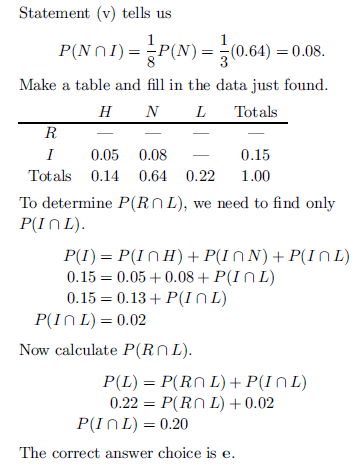 Statement (v) tells us
P(N ∩ I) = 1/8 P(N) = 1/3 (0.64) = 0.08.
Make a table and fill in the data just found.
H N L Totals
R — — — —
I 0.05 0.08 — 0.15
Totals 0.14 0.64 0.22 1.00
To determine P(R ∩ L), we need to find only
P(I ∩ L).
P(I) = P(I ∩ H) + P(I ∩ N) + P(I ∩ L)
0.15 = 0.05 + 0.08 + P(I ∩ L)
0.15 = 0.13 + P(I ∩ L)
P(I ∩ L) = 0.02
Now calculate P(R ∩ L).
P(L) = P(R ∩ L) + P(I ∩ L)
0.22 = P(R ∩ L) + 0.02
P(I ∩ L) = 0.20
The correct answer choice is e.